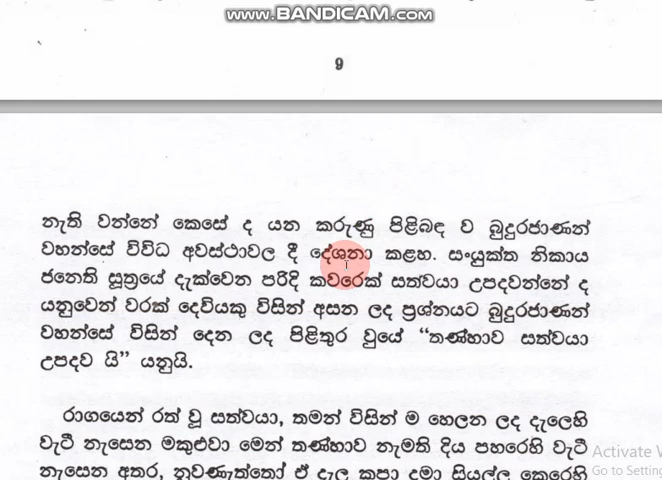 www.BANDICAM.com
9
නැති වන්නේ කෙසේ ද යන කරුණු පිළිබඳ ව බුදුරජාණන්
වහන්සේ විවිධ අවස්ථාවල දී දේශනා කළහ. සංයුක්ත නිකාය
ජනෙති සූත්‍රයේ දැක්වෙන පරිදි කවරෙක් සත්වයා උපදවන්නේ ද
යනුවෙන් වරක් දෙවියකු විසින් අසන ලද ප්‍රශ්නයට බුදුරජාණන්
වහන්සේ විසින් දෙන ලද පිළිතුර වූයේ “තණ්හාව සත්වයා
උපදව යි” යනුයි.
රාගයෙන් රත් වූ සත්වයා, තමන් විසින් ම හෙලන ලද දැලෙහි
වැටී නැසෙන මකුළුවා මෙන් තණ්හාව නැමති දිය පහරෙහි වැටී
නැසෙන අතර, නුවණැත්තෝ ඒ දැල කපා දමා සියල්ල කෙරෙහි
Activate W
Go to Setting